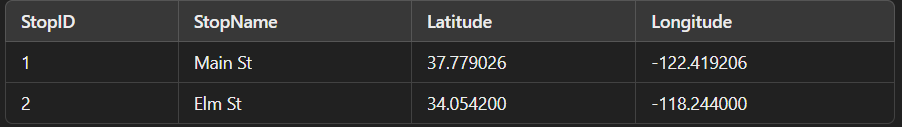 StopID StopName Latitude Longitude
1 Main St 37.779026 -122.419206
2 Elm St 34.054200 -118.244000